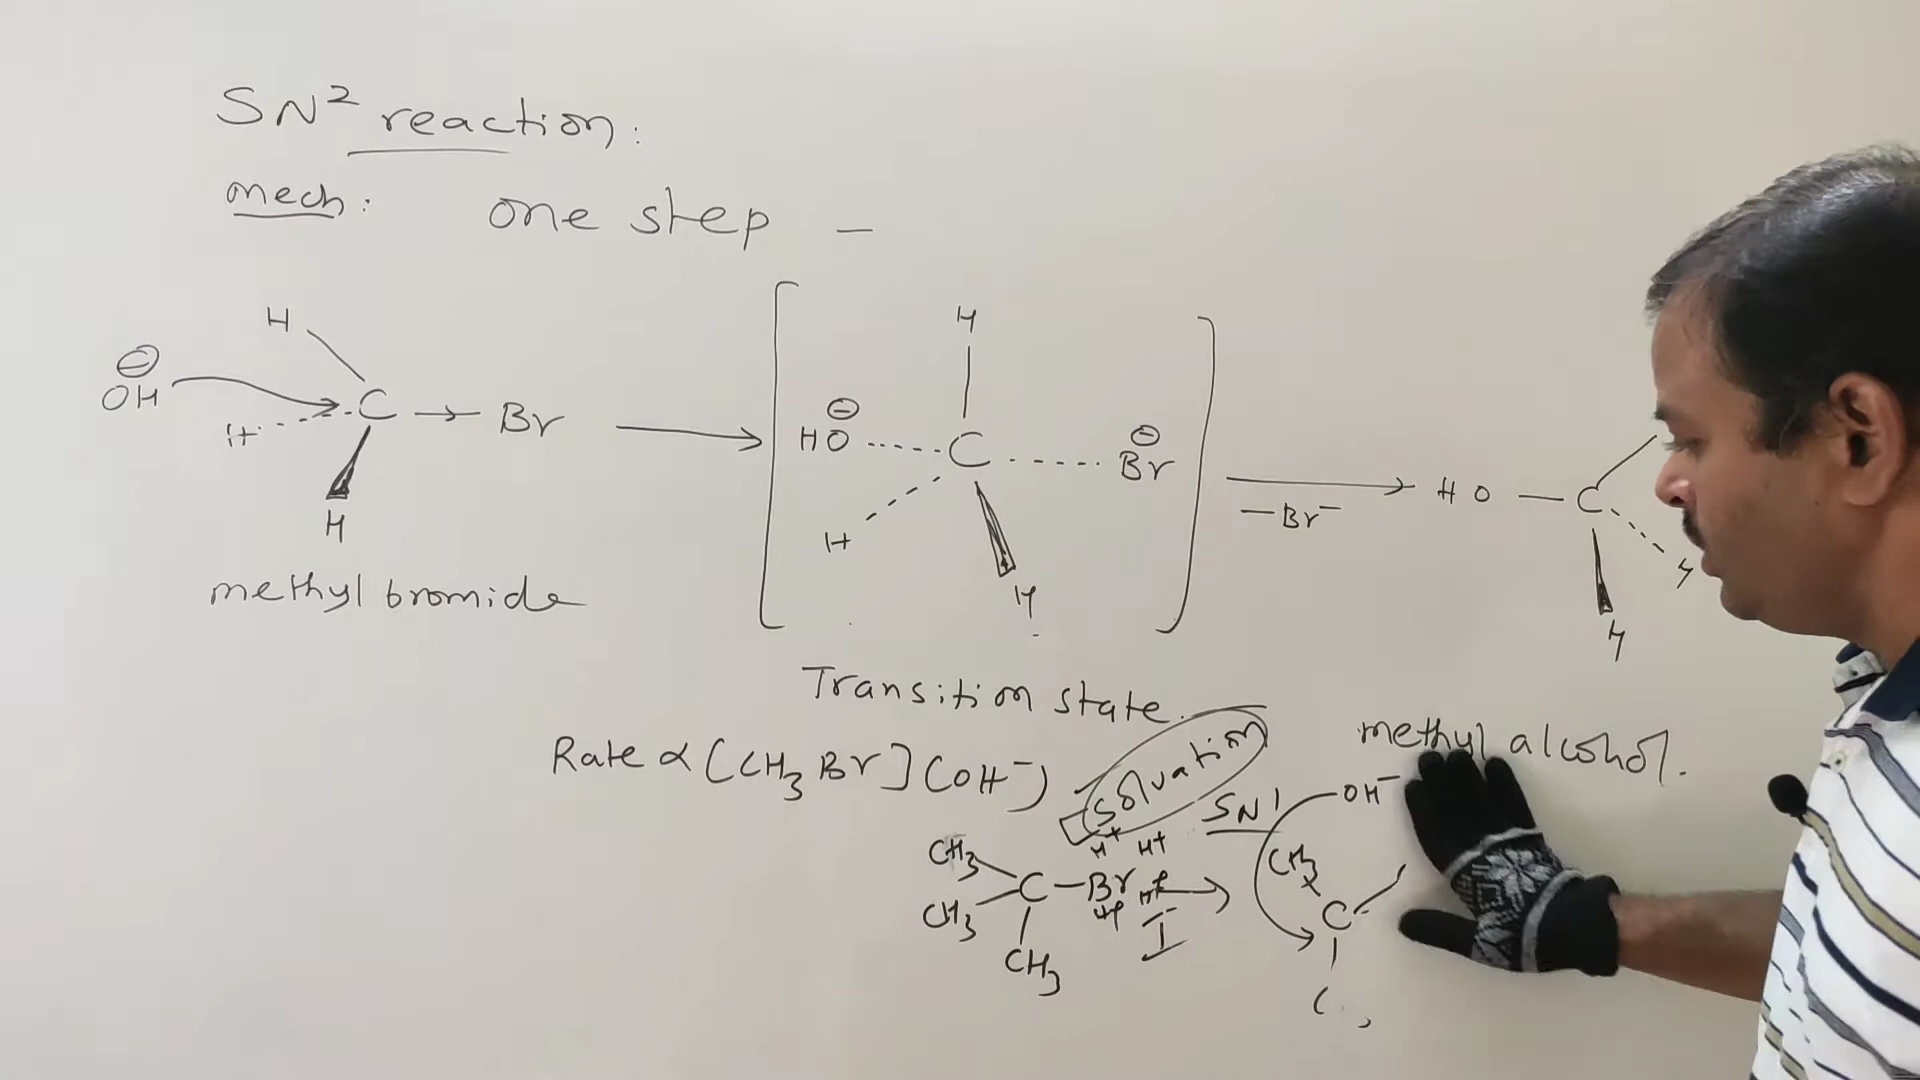 SN² reaction:
mech: one step –
H
⊖
OH C Br
H
H
methyl bromide
H
⊖
HO C
⊖
Br
H
H
Transition state.
–Br⁻
HO – C
H
methyl alcohol.
Rate ∝ [CH₃Br] (OH⁻)
Solvation
SN¹
OH⁻
H⁺ H⁺
CH₃
CH₃
C – Br
CH₃
I
CH₃
C